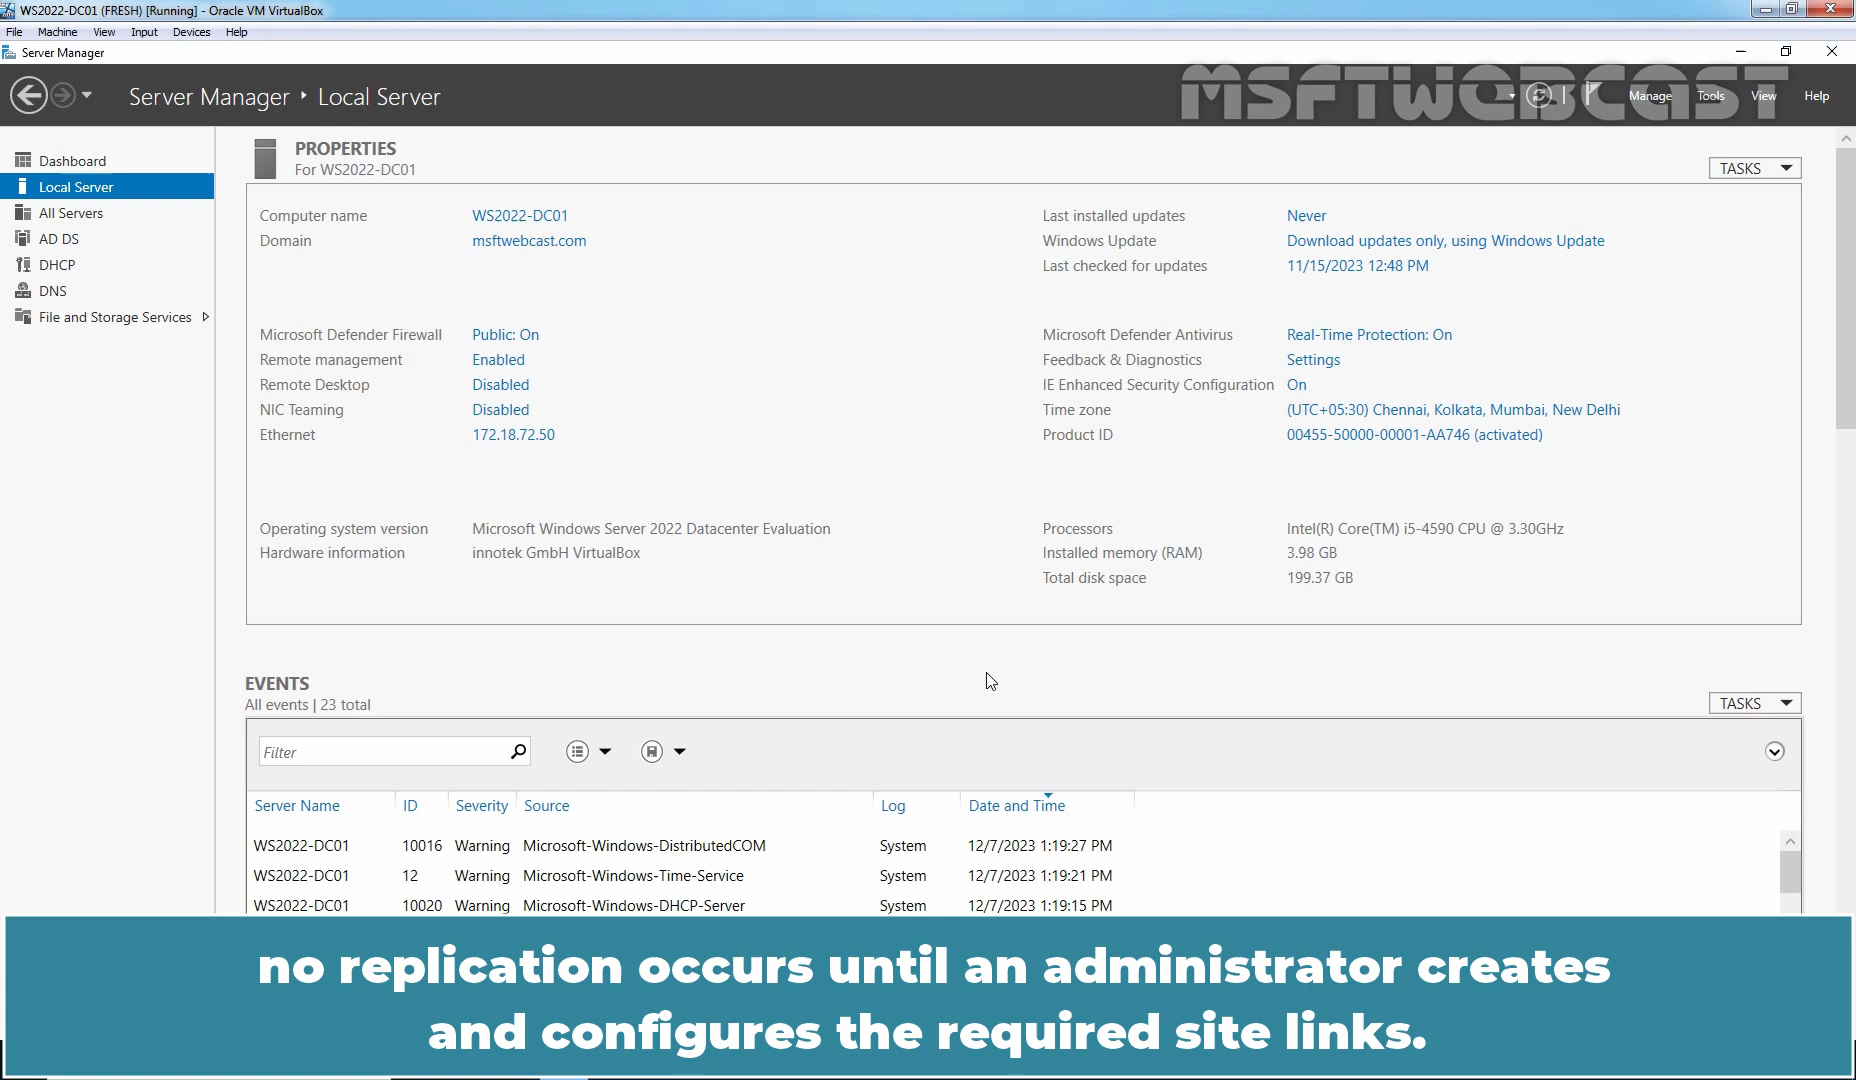 WS2022-DC01 (FRESH) [Running] - Oracle VM VirtualBox
File Machine View Input Devices Help
Server Manager
Server Manager ‣ Local Server
MSFTWEBCAST
Manage Tools View Help
Dashboard
Local Server
All Servers
AD DS
DHCP
DNS
File and Storage Services
PROPERTIES
For WS2022-DC01
TASKS
Computer name WS2022-DC01
Domain msftwebcast.com
Last installed updates Never
Windows Update Download updates only, using Windows Update
Last checked for updates 11/15/2023 12:48 PM
Microsoft Defender Firewall Public: On
Remote management Enabled
Remote Desktop Disabled
NIC Teaming Disabled
Ethernet 172.18.72.50
Microsoft Defender Antivirus Real-Time Protection: On
Feedback & Diagnostics Settings
IE Enhanced Security Configuration On
Time zone (UTC+05:30) Chennai, Kolkata, Mumbai, New Delhi
Product ID 00455-50000-00001-AA746 (activated)
Operating system version Microsoft Windows Server 2022 Datacenter Evaluation
Hardware information innotek GmbH VirtualBox
Processors Intel(R) Core(TM) i5-4590 CPU @ 3.30GHz
Installed memory (RAM) 3.98 GB
Total disk space 199.37 GB
EVENTS
All events | 23 total
TASKS
Filter
Server Name ID Severity Source Log Date and Time
WS2022-DC01 10016 Warning Microsoft-Windows-DistributedCOM System 12/7/2023 1:19:27 PM
WS2022-DC01 12 Warning Microsoft-Windows-Time-Service System 12/7/2023 1:19:21 PM
WS2022-DC01 10020 Warning Microsoft-Windows-DHCP-Server System 12/7/2023 1:19:15 PM
no replication occurs until an administrator creates
and configures the required site links.